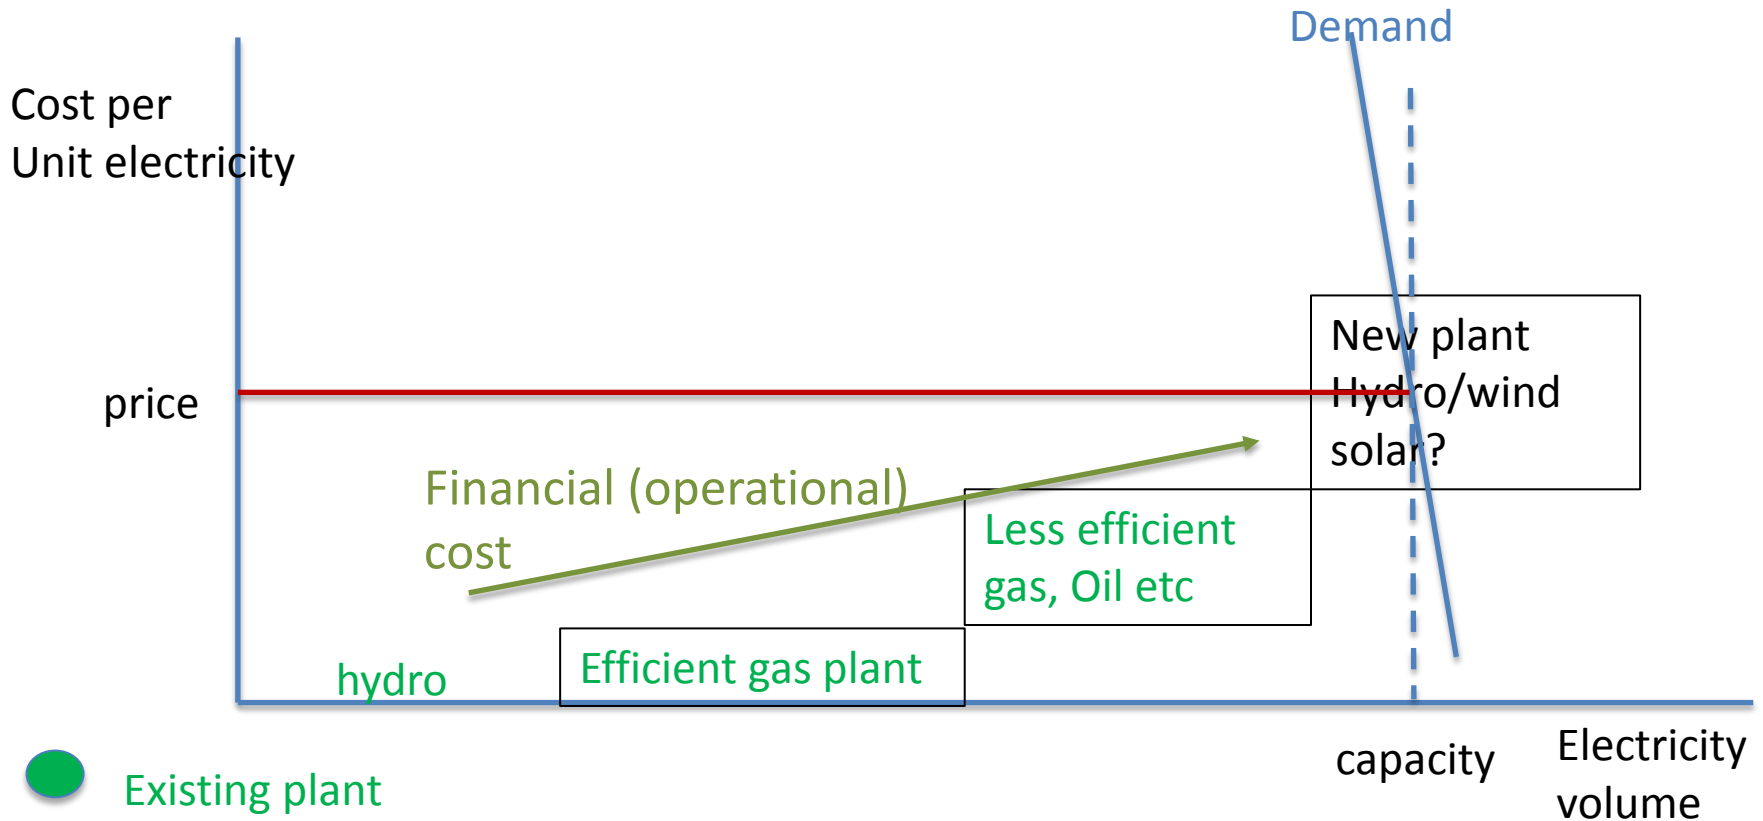 Demand
Cost per
Unit electricity
New plant
Hydro/wind
solar?
price
Financial (operational)
cost
Less efficient
gas, Oil etc
Efficient gas plant
hydro
capacity
Electricity
volume
Existing plant